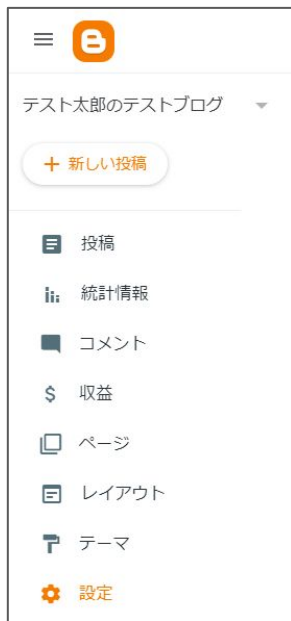 テスト太郎のテストブログ
+ 新しい投稿
投稿
統計情報
コメント
収益
ページ
レイアウト
テーマ
設定